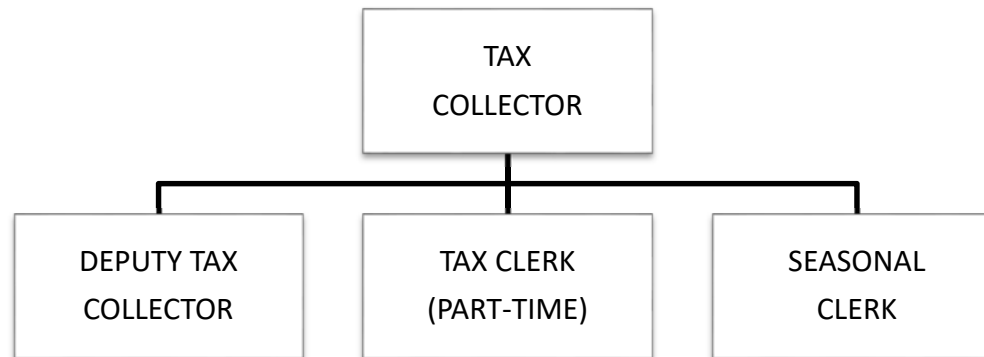 TAX
COLLECTOR
DEPUTY TAX
COLLECTOR
TAX CLERK
(PART-TIME)
SEASONAL
CLERK